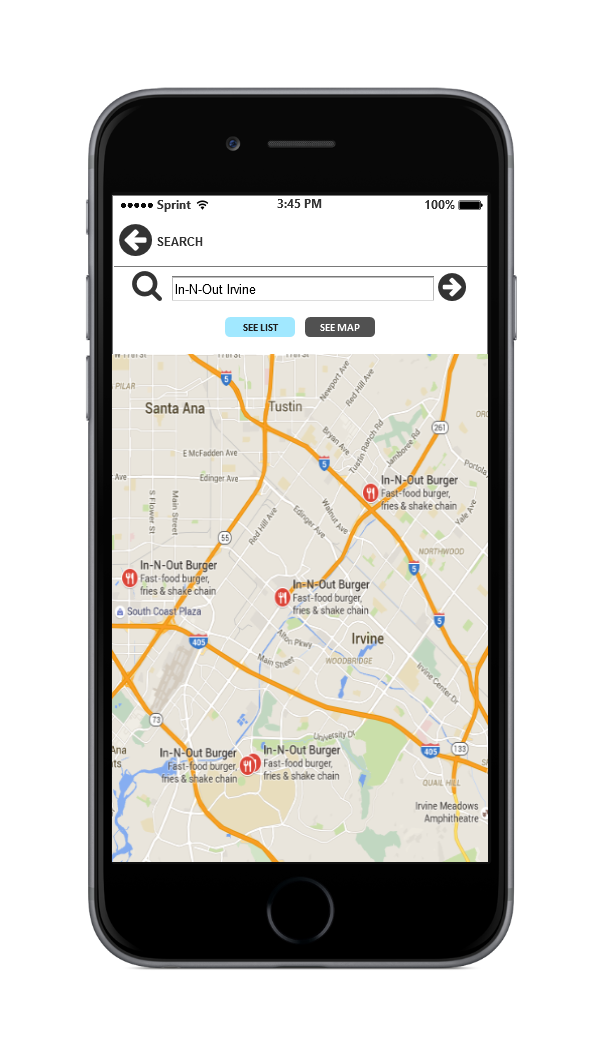 Sprint 3:45 PM 100%
SEARCH
In-N-Out Irvine
SEE LIST SEE MAP
W 17th ST
17th ST
17th ST
5
Newport Ave
Red Hill Ave
PILAR
Santa Ana
Tustin
261
Bryan Ave
Tustin Ranch Rd
Jamboree Rd
E McFadden Ave
5
Portola
Ave
Edinger Ave
In-N-Out Burger
Fast-food burger,
fries & shake chain
S Flower St
Main Street
Red Hill Ave
Edinger Ave
Walnut Ave
Yale Ave
55
NORTHWOOD
In-N-Out Burger
Fast-food burger,
fries & shake chain
5
In-N-Out Burger
Fast-food burger,
fries & shake chain
South Coast Plaza
5
405
Alton Pkwy
Irvine
Main Street
WOODBRIDGE
Irvine Center Dr
73
University Dr
In-N-Out Burger
Fast-food burger,
fries & shake chain
In-N-Out Burger
Fast-food burger,
fries & shake chain
405
133
Ana
QUAIL HILL
Irvine Meadows
Amphitheatre